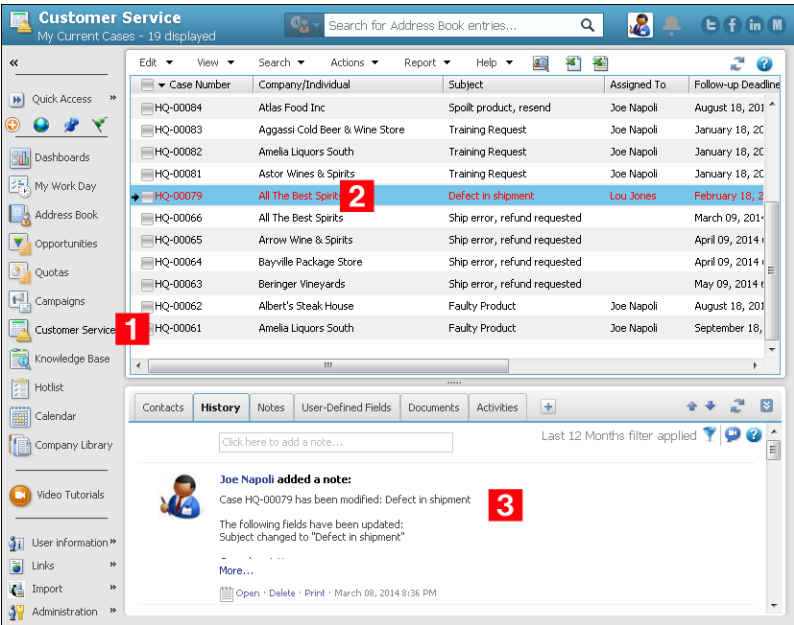 Customer Service
My Current Cases - 19 displayed
Search for Address Book entries...
Edit View Search Actions Report Help
Case Number Company/Individual Subject Assigned To Follow-up Deadline
HQ-00084 Atlas Food Inc Spoilt product, resend Joe Napoli August 18, 201
HQ-00083 Aggassi Cold Beer & Wine Store Training Request Joe Napoli January 18, 20
HQ-00082 Amelia Liquors South Training Request Joe Napoli January 18, 20
HQ-00081 Astor Wines & Spirits Training Request Joe Napoli January 18, 20
HQ-00079 All The Best Spirits 2 Defect in shipment Lou Jones February 18, 2
HQ-00066 All The Best Spirits Ship error, refund requested March 09, 2014
HQ-00065 Arrow Wine & Spirits Ship error, refund requested April 09, 2014
HQ-00064 Bayville Package Store Ship error, refund requested April 09, 2014
HQ-00063 Beringer Vineyards Ship error, refund requested May 09, 2014
HQ-00062 Albert's Steak House Faulty Product Joe Napoli August 18, 201
HQ-00061 Amelia Liquors South Faulty Product Joe Napoli September 18,
Quick Access
Dashboards
My Work Day
Address Book
Opportunities
Quotas
Campaigns
Customer Service 1
Knowledge Base
Hotlist
Calendar
Company Library
Video Tutorials
User information
Links
Import
Administration
Contacts History Notes User-Defined Fields Documents Activities
Click here to add a note...
Last 12 Months filter applied
Joe Napoli added a note:
Case HQ-00079 has been modified: Defect in shipment 3
The following fields have been updated:
Subject changed to "Defect in shipment"
More...
Open · Delete · Print · March 08, 2014 8:36 PM